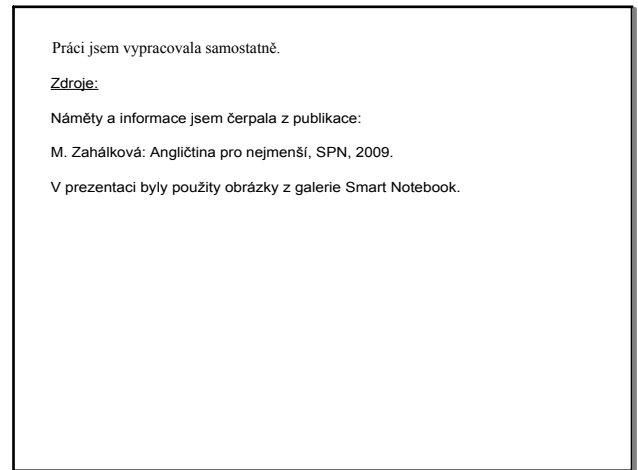 Práci jsem vypracovala samostatně.
Zdroje:
Náměty a informace jsem čerpala z publikace:
M. Zahálková: Angličtina pro nejmenší, SPN, 2009.
V prezentaci byly použity obrázky z galerie Smart Notebook.